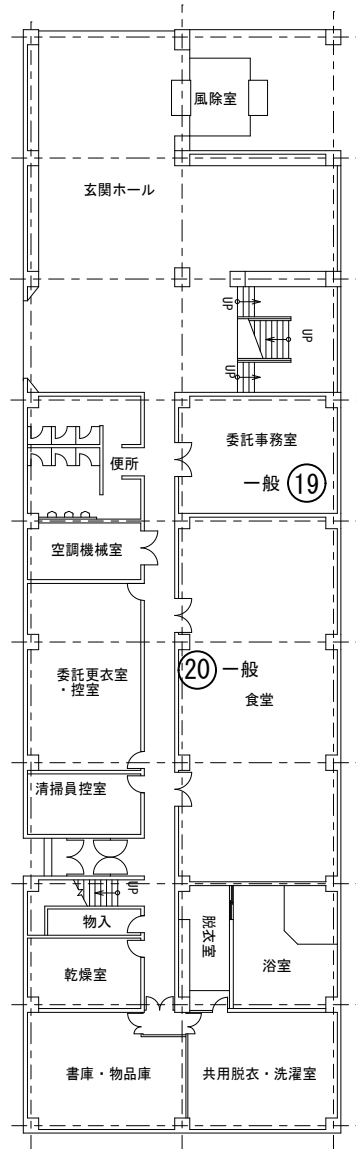 風除室
玄関ホール
UP
UP
UP
委託事務室
一般 19
便所
空調機械室
委託更衣室
・控室
20 一般
食堂
清掃員控室
UP
物入
脱衣室
浴室
乾燥室
書庫・物品庫
共用脱衣・洗濯室